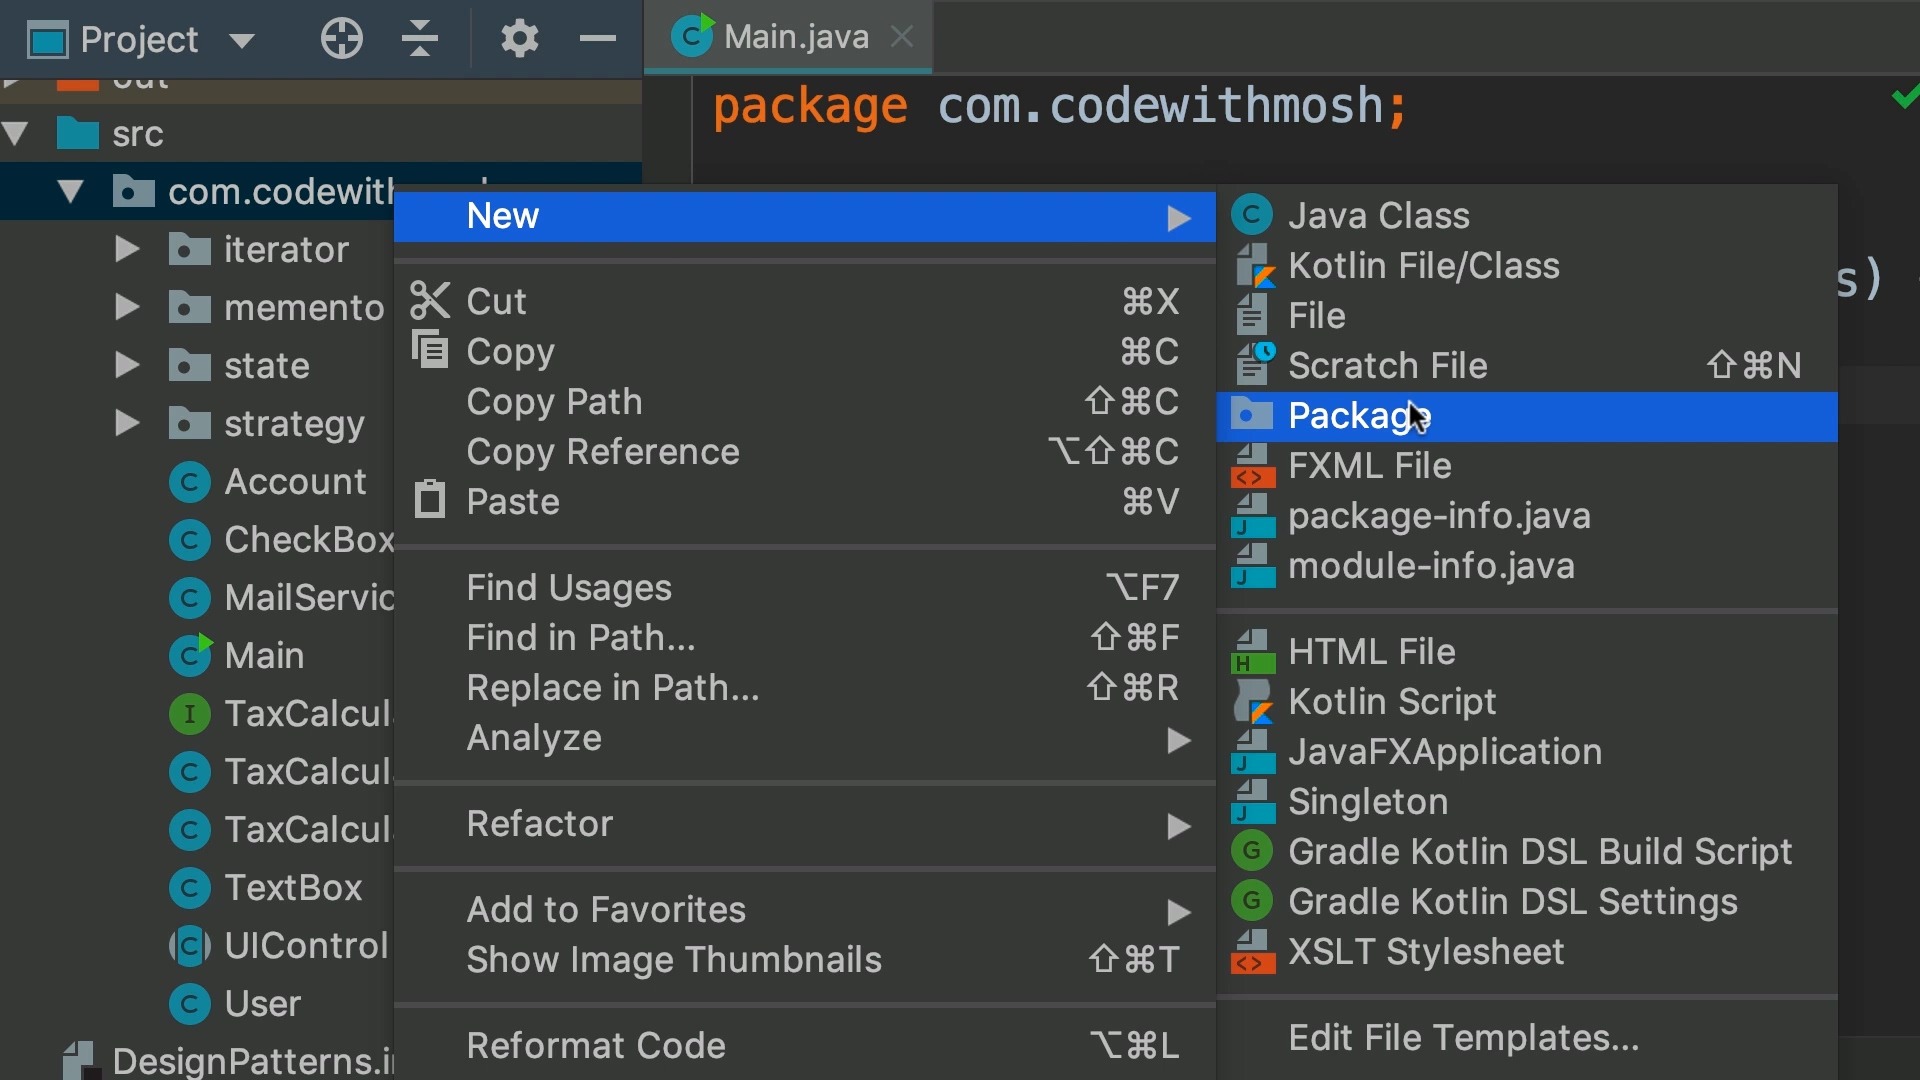 Project
Main.java
out
src
com.codewith
iterator
memento
state
strategy
Account
CheckBox
MailServic
Main
TaxCalcul
TaxCalcul
TaxCalcul
TextBox
UIControl
User
DesignPatterns.i
package com.codewithmosh;
s)
New
Cut ⌘X
Copy ⌘C
Copy Path ⇧⌘C
Copy Reference ⌥⇧⌘C
Paste ⌘V
Find Usages ⌥F7
Find in Path... ⇧⌘F
Replace in Path... ⇧⌘R
Analyze
Refactor
Add to Favorites
Show Image Thumbnails ⇧⌘T
Reformat Code ⌥⌘L
Java Class
Kotlin File/Class
File
Scratch File ⇧⌘N
Package
FXML File
package-info.java
module-info.java
HTML File
Kotlin Script
JavaFXApplication
Singleton
Gradle Kotlin DSL Build Script
Gradle Kotlin DSL Settings
XSLT Stylesheet
Edit File Templates...